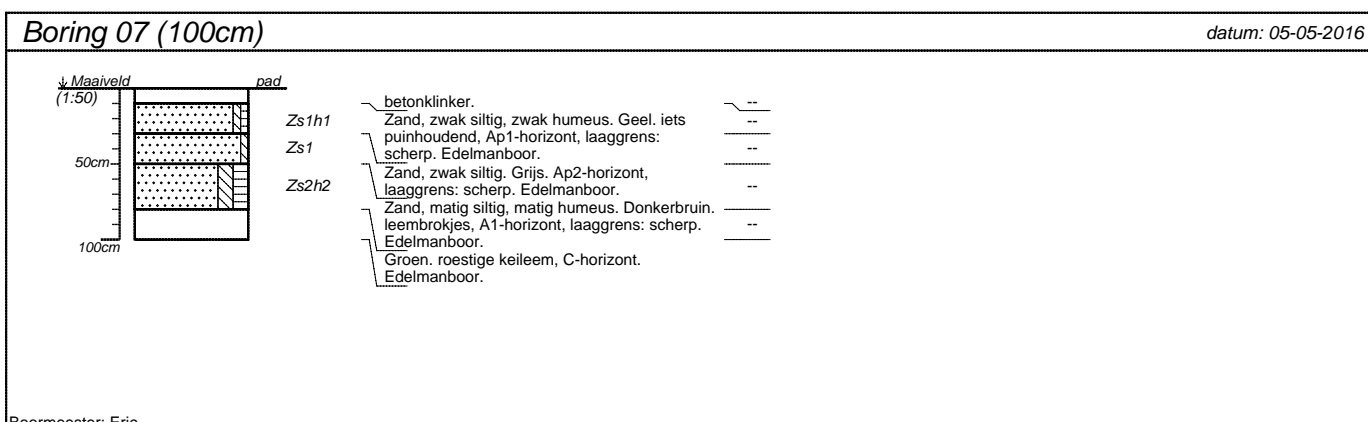 Boring 07 (100cm)
datum: 05-05-2016
Maaiveld
pad
(1:50)
50cm
100cm
Zs1h1
Zs1
Zs2h2
betonklinker.
Zand, zwak siltig, zwak humeus. Geel. iets
puinhoudend, Ap1-horizont, laaggrens:
scherp. Edelmanboor.
Zand, zwak siltig. Grijs. Ap2-horizont,
laaggrens: scherp. Edelmanboor.
Zand, matig siltig, matig humeus. Donkerbruin.
leembrokjes, A1-horizont, laaggrens: scherp.
Edelmanboor.
Groen. roestige keileem, C-horizont.
Edelmanboor.
--
--
--
--
--